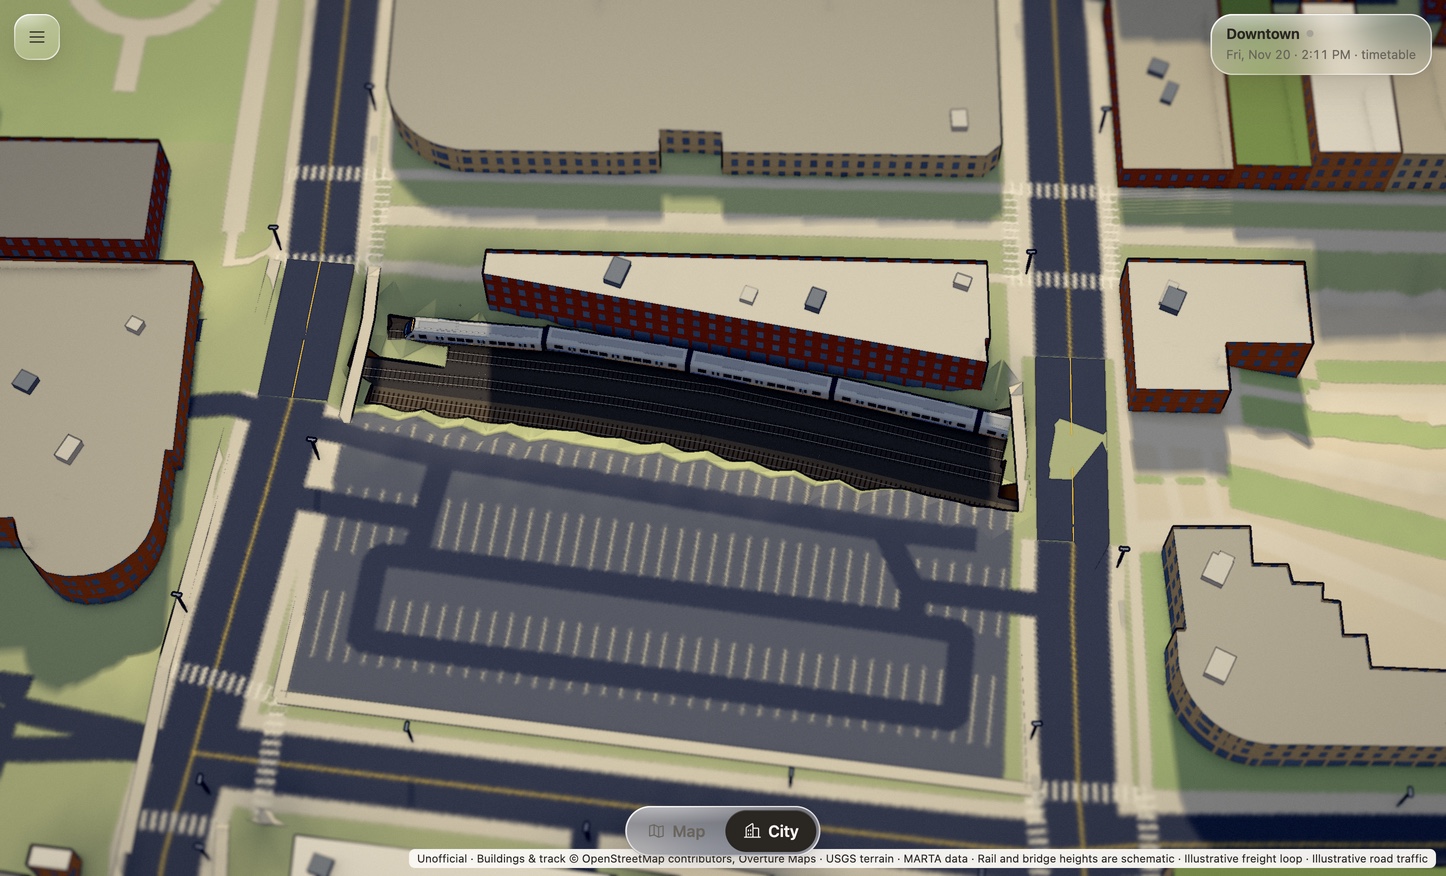 Downtown
Fri, Nov 20 · 2:11 PM · timetable
Map
City
Unofficial · Buildings & track © OpenStreetMap contributors, Overture Maps · USGS terrain · MARTA data · Rail and bridge heights are schematic · Illustrative freight loop · Illustrative road traffic